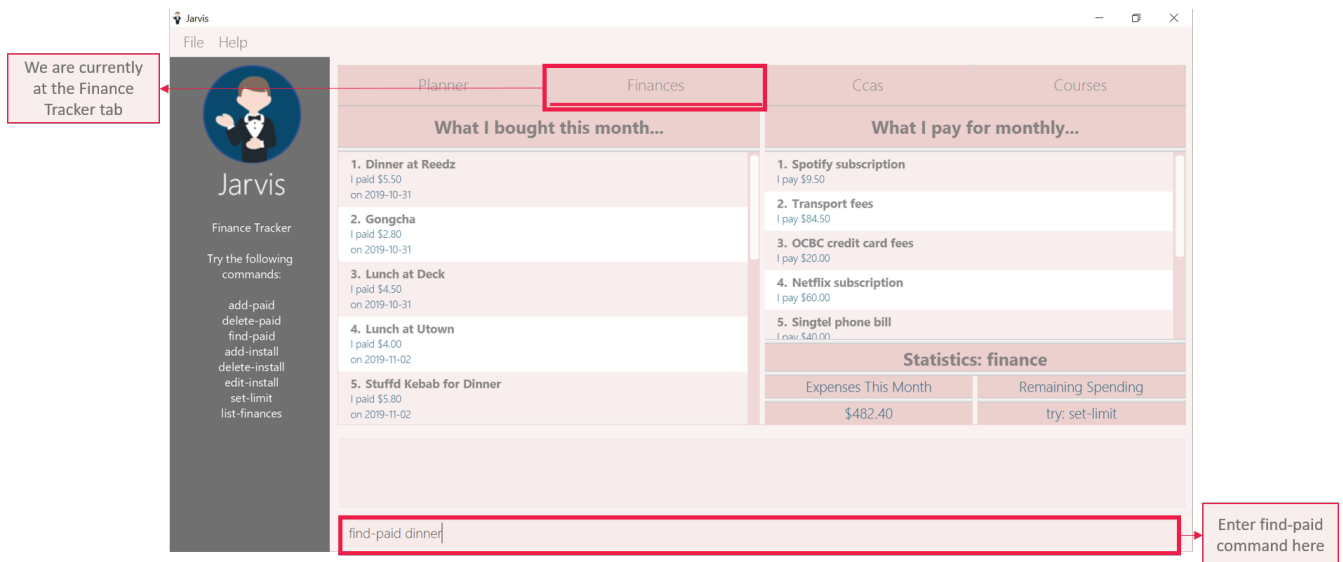 Jarvis
File Help
We are currently
at the Finance
Tracker tab
Planner Finances Ccas Courses
What I bought this month... What I pay for monthly...
Jarvis
Finance Tracker
Try the following
commands:
add-paid
delete-paid
find-paid
add-install
delete-install
edit-install
set-limit
list-finances
1. Dinner at Reedz
I paid $5.50
on 2019-10-31
2. Gongcha
I paid $2.80
on 2019-10-31
3. Lunch at Deck
I paid $4.50
on 2019-10-31
4. Lunch at Utown
I paid $4.00
on 2019-11-02
5. Stuffd Kebab for Dinner
I paid $5.80
on 2019-11-02
1. Spotify subscription
I pay $9.50
2. Transport fees
I pay $84.50
3. OCBC credit card fees
I pay $20.00
4. Netflix subscription
I pay $60.00
5. Singtel phone bill
I pay $40.00
Statistics: finance
Expenses This Month Remaining Spending
$482.40 try: set-limit
find-paid dinner
Enter find-paid
command here